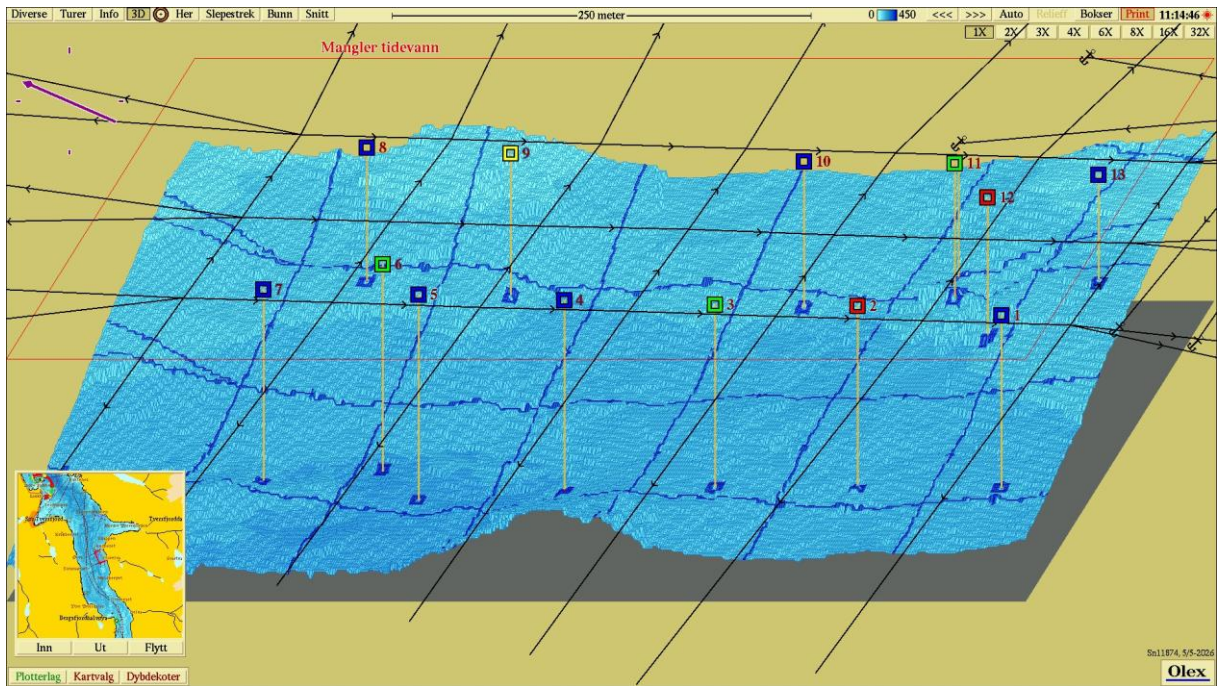 Diverse Turer Info 3D Her Slepestrek Bunn Snitt 250 meter 0 450 <<< >>> Auto Relieff Bokser Print 11:14:46
1X 2X 3X 4X 6X 8X 16X 32X
Mangler tidevann
8 9 10 11 13
12
6
7 5 4 3 2 1
Inn Ut Flytt
Sn11874, 5/5-2026
Plotterlag Kartvalg Dybdekoter Olex